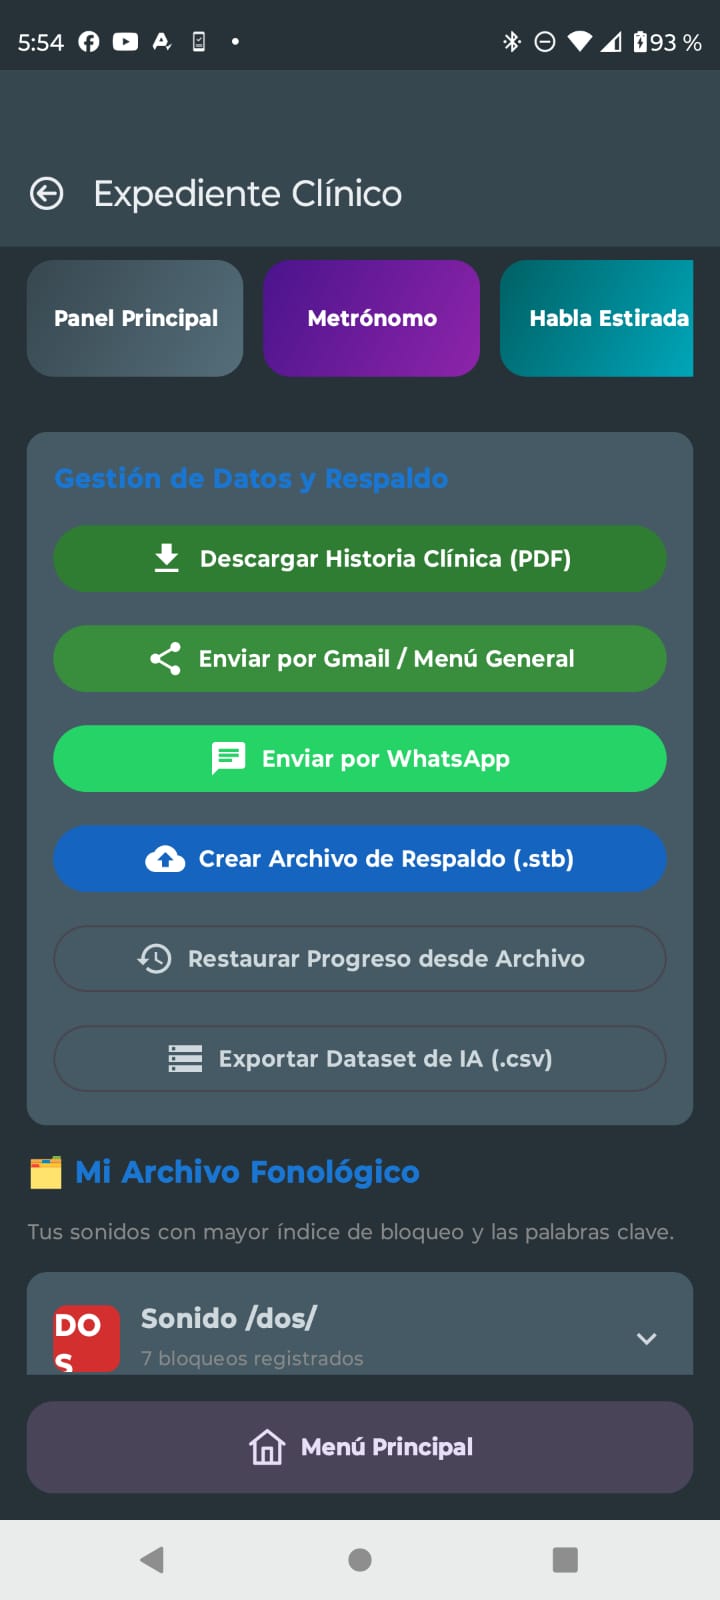 5:54
93 %
Expediente Clínico
Panel Principal
Metrónomo
Habla Estirada
Gestión de Datos y Respaldo
Descargar Historia Clínica (PDF)
Enviar por Gmail / Menú General
Enviar por WhatsApp
Crear Archivo de Respaldo (.stb)
Restaurar Progreso desde Archivo
Exportar Dataset de IA (.csv)
Mi Archivo Fonológico
Tus sonidos con mayor índice de bloqueo y las palabras clave.
DO
S
Sonido /dos/
7 bloqueos registrados
Menú Principal